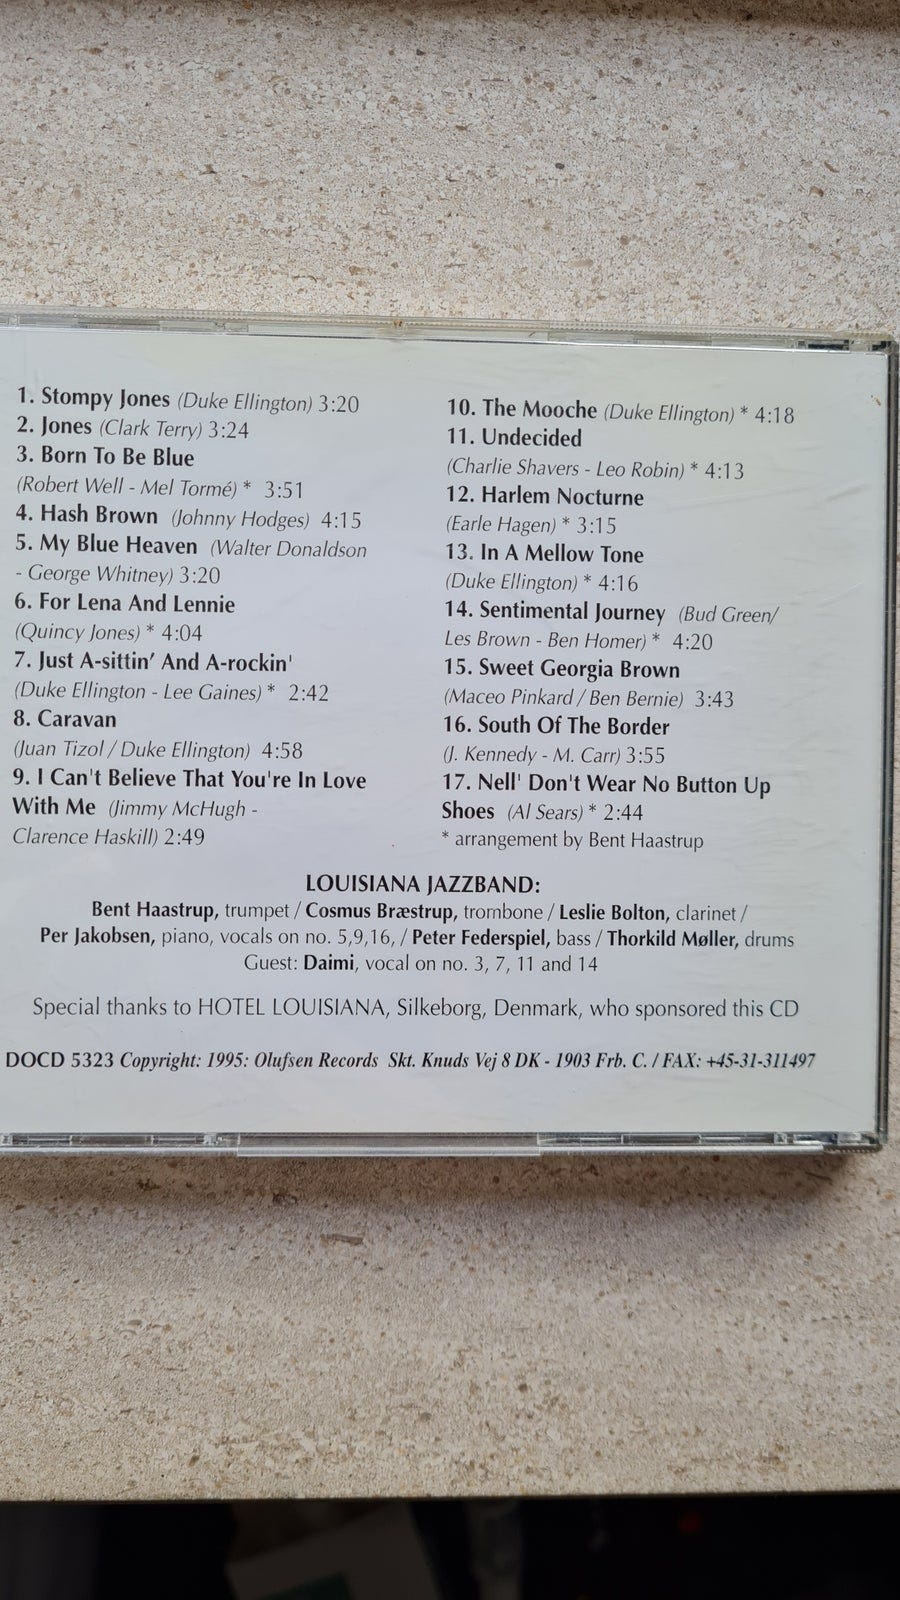 1. Stompy Jones (Duke Ellington) 3:20
2. Jones (Clark Terry) 3:24
3. Born To Be Blue
(Robert Well - Mel Tormé) * 3:51
4. Hash Brown (Johnny Hodges) 4:15
5. My Blue Heaven (Walter Donaldson
- George Whitney) 3:20
6. For Lena And Lennie
(Quincy Jones) * 4:04
7. Just A-sittin' And A-rockin'
(Duke Ellington - Lee Gaines) * 2:42
8. Caravan
(Juan Tizol / Duke Ellington) 4:58
9. I Can't Believe That You're In Love
With Me (Jimmy McHugh -
Clarence Haskill) 2:49
10. The Mooche (Duke Ellington) * 4:18
11. Undecided
(Charlie Shavers - Leo Robin) * 4:13
12. Harlem Nocturne
(Earle Hagen) * 3:15
13. In A Mellow Tone
(Duke Ellington) * 4:16
14. Sentimental Journey (Bud Green/
Les Brown - Ben Homer) * 4:20
15. Sweet Georgia Brown
(Maceo Pinkard / Ben Bernie) 3:43
16. South Of The Border
(J. Kennedy - M. Carr) 3:55
17. Nell' Don't Wear No Button Up
Shoes (Al Sears) * 2:44
* arrangement by Bent Haastrup
LOUISIANA JAZZBAND:
Bent Haastrup, trumpet / Cosmus Bræstrup, trombone / Leslie Bolton, clarinet /
Per Jakobsen, piano, vocals on no. 5,9,16, / Peter Federspiel, bass / Thorkild Møller, drums
Guest: Daimi, vocal on no. 3, 7, 11 and 14
Special thanks to HOTEL LOUISIANA, Silkeborg, Denmark, who sponsored this CD
DOCD 5323 Copyright: 1995: Olufsen Records Skt. Knuds Vej 8 DK - 1903 Frb. C. / FAX: +45-31-311497